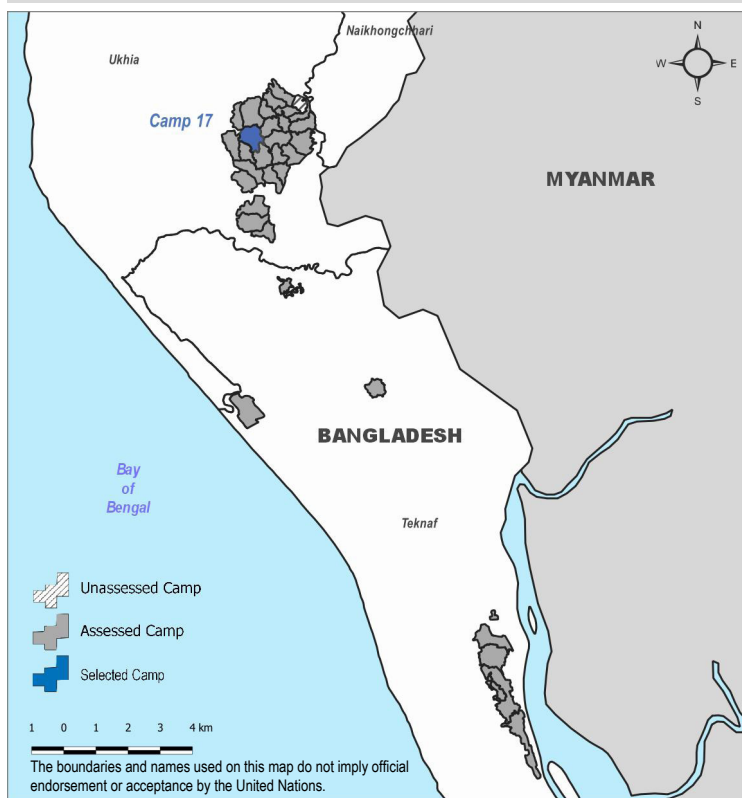 Naikhongchhari
Ukhia
N
W
E
S
Camp 17
MYANMAR
BANGLADESH
Bay
of
Bengal
Teknaf
Unassessed Camp
Assessed Camp
Selected Camp
1 0 1 2 3 4 km
The boundaries and names used on this map do not imply official
endorsement or acceptance by the United Nations.